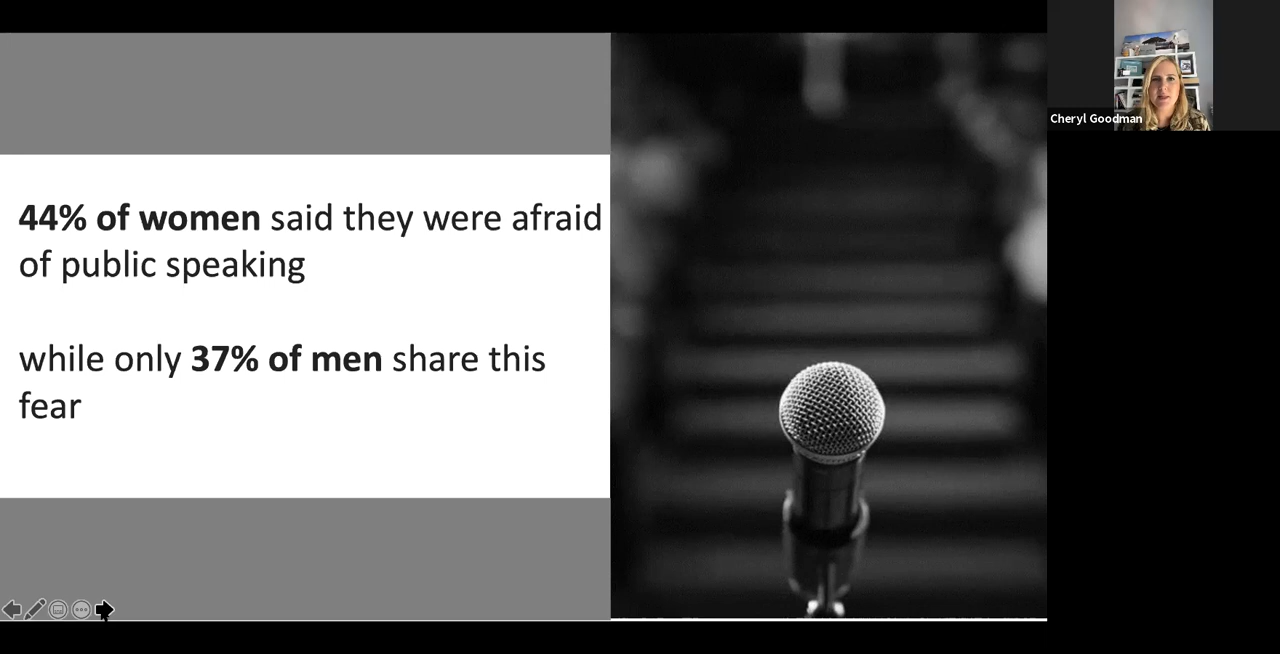 44% of women said they were afraid
of public speaking
while only 37% of men share this
fear
Cheryl Goodman